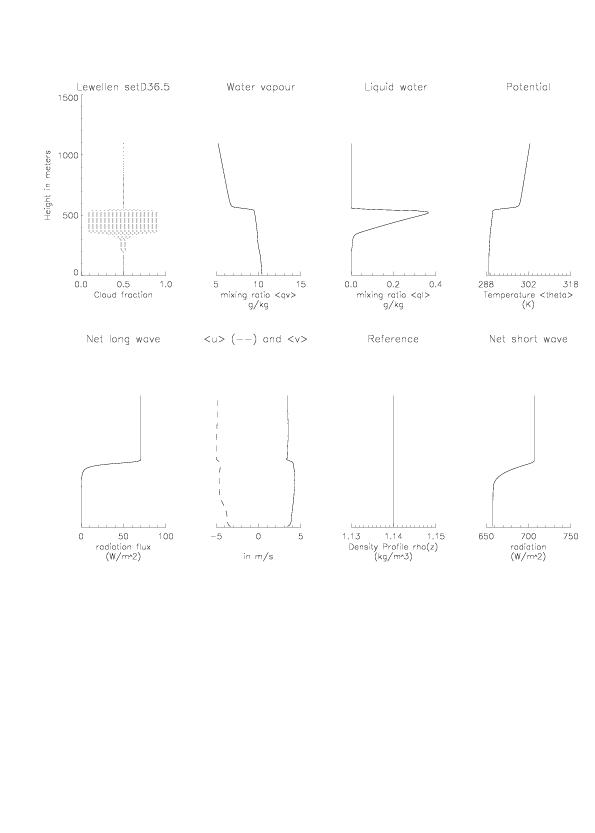 Lewellen setD36.5
Water vapour
Liquid water
Potential
1500
1000
500
0
Height in meters
0.0 0.5 1.0
Cloud fraction
5 10 15
mixing ratio <qv>
g/kg
0.0 0.2 0.4
mixing ratio <ql>
g/kg
288 302 318
Temperature <theta>
(K)
Net long wave
<u> (--) and <v>
Reference
Net short wave
0 50 100
radiation flux
(W/m^2)
-5 0 5
in m/s
1.13 1.14 1.15
Density Profile rho(z)
(kg/m^3)
650 700 750
radiation
(W/m^2)